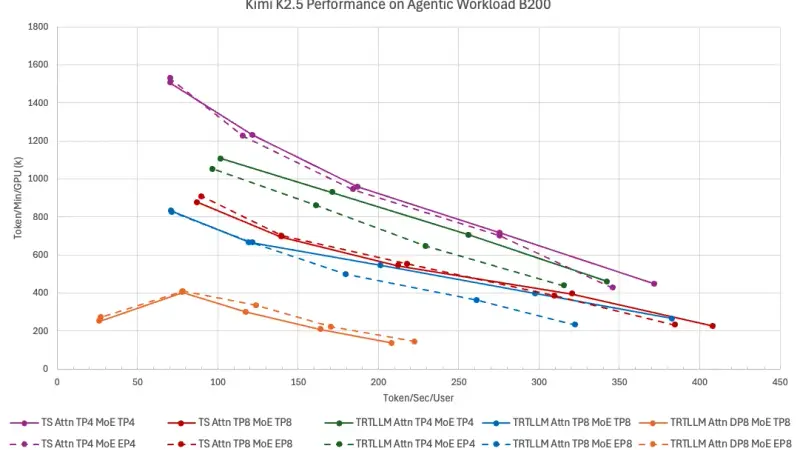 Kimi K2.5 Performance on Agentic Workload B200
1800
1600
1400
1200
1000
800
600
400
200
0
Token/Min/GPU (k)
0 50 100 150 200 250 300 350 400 450
Token/Sec/User
TS Attn TP4 MoE TP4 TS Attn TP8 MoE TP8 TRTLLM Attn TP4 MoE TP4 TRTLLM Attn TP8 MoE TP8 TRTLLM Attn DP8 MoE TP8
TS Attn TP4 MoE EP4 TS Attn TP8 MoE EP8 TRTLLM Attn TP4 MoE EP4 TRTLLM Attn TP8 MoE EP8 TRTLLM Attn DP8 MoE EP8